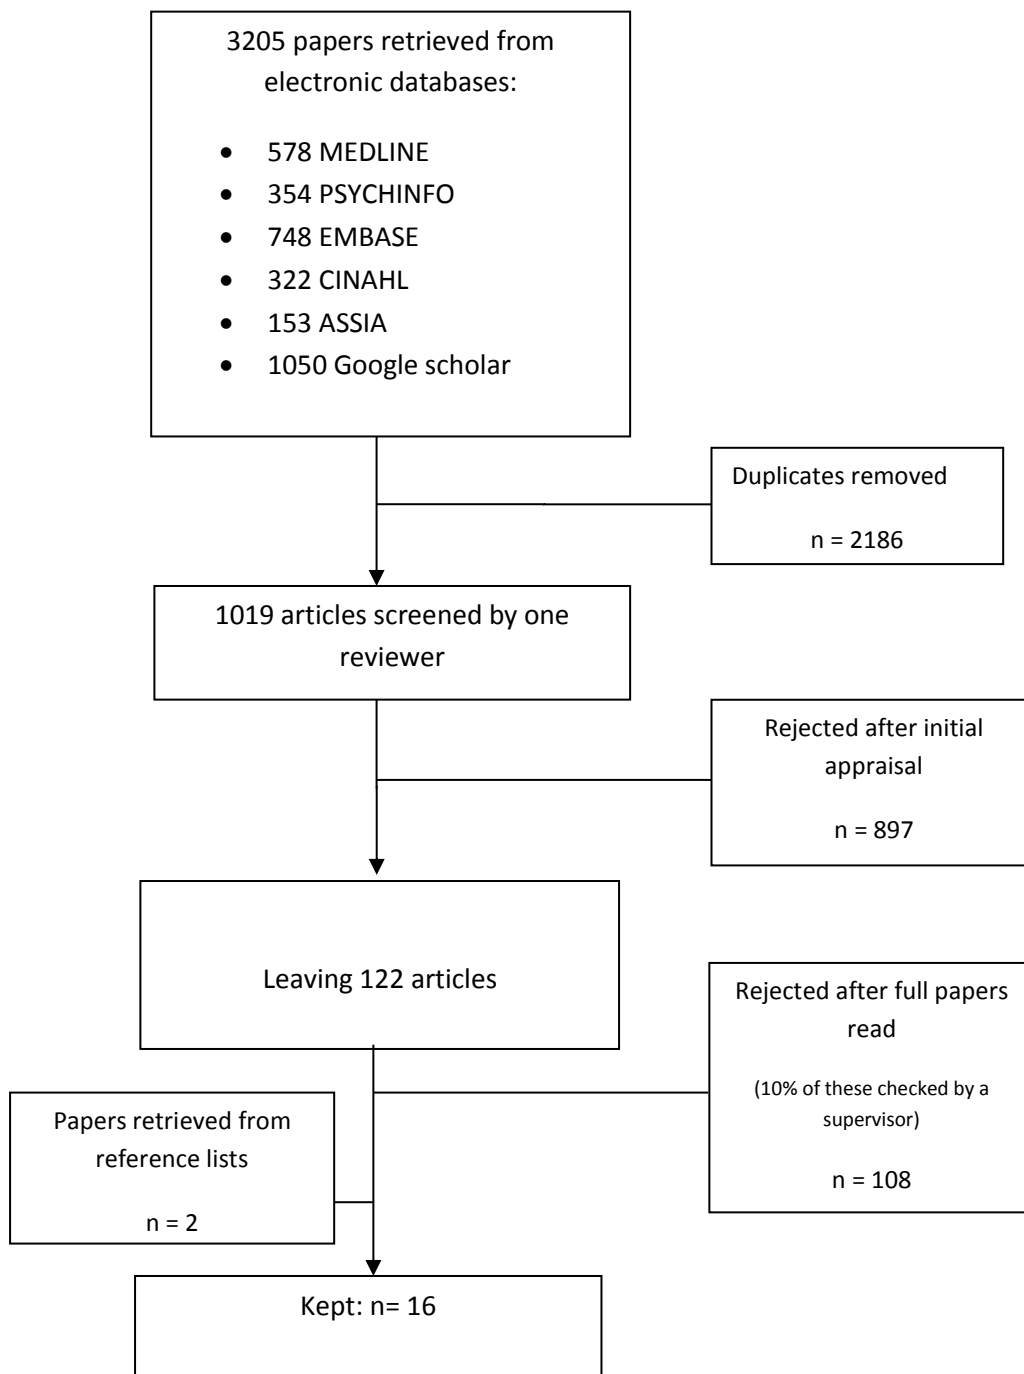 3205 papers retrieved from
electronic databases:
• 578 MEDLINE
• 354 PSYCHINFO
• 748 EMBASE
• 322 CINAHL
• 153 ASSIA
• 1050 Google scholar
Duplicates removed
n = 2186
1019 articles screened by one
reviewer
Rejected after initial
appraisal
n = 897
Leaving 122 articles
Rejected after full papers
read
(10% of these checked by a
supervisor)
n = 108
Papers retrieved from
reference lists
n = 2
Kept: n= 16